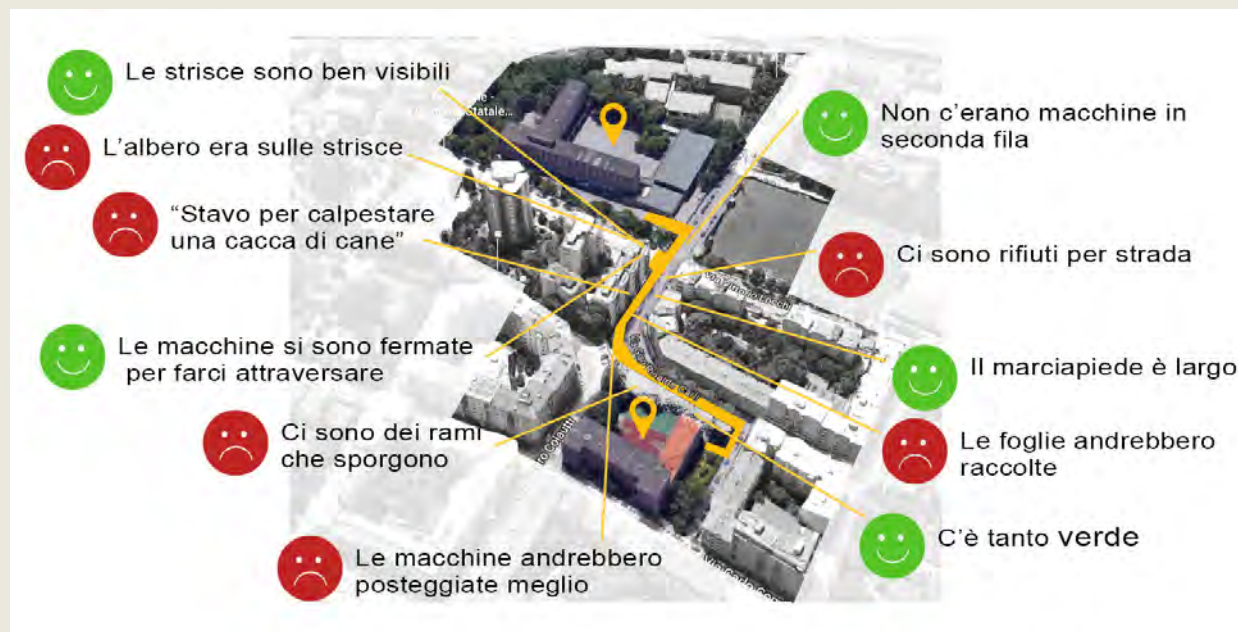 Le strisce sono ben visibili
L'albero era sulle strisce
“Stavo per calpestare
una cacca di cane”
Le macchine si sono fermate
per farci attraversare
Ci sono dei rami
che sporgono
Le macchine andrebbero
posteggiate meglio
Non c'erano macchine in
seconda fila
Ci sono rifiuti per strada
Il marciapiede è largo
Le foglie andrebbero
raccolte
C'è tanto verde
statale...
Colautti